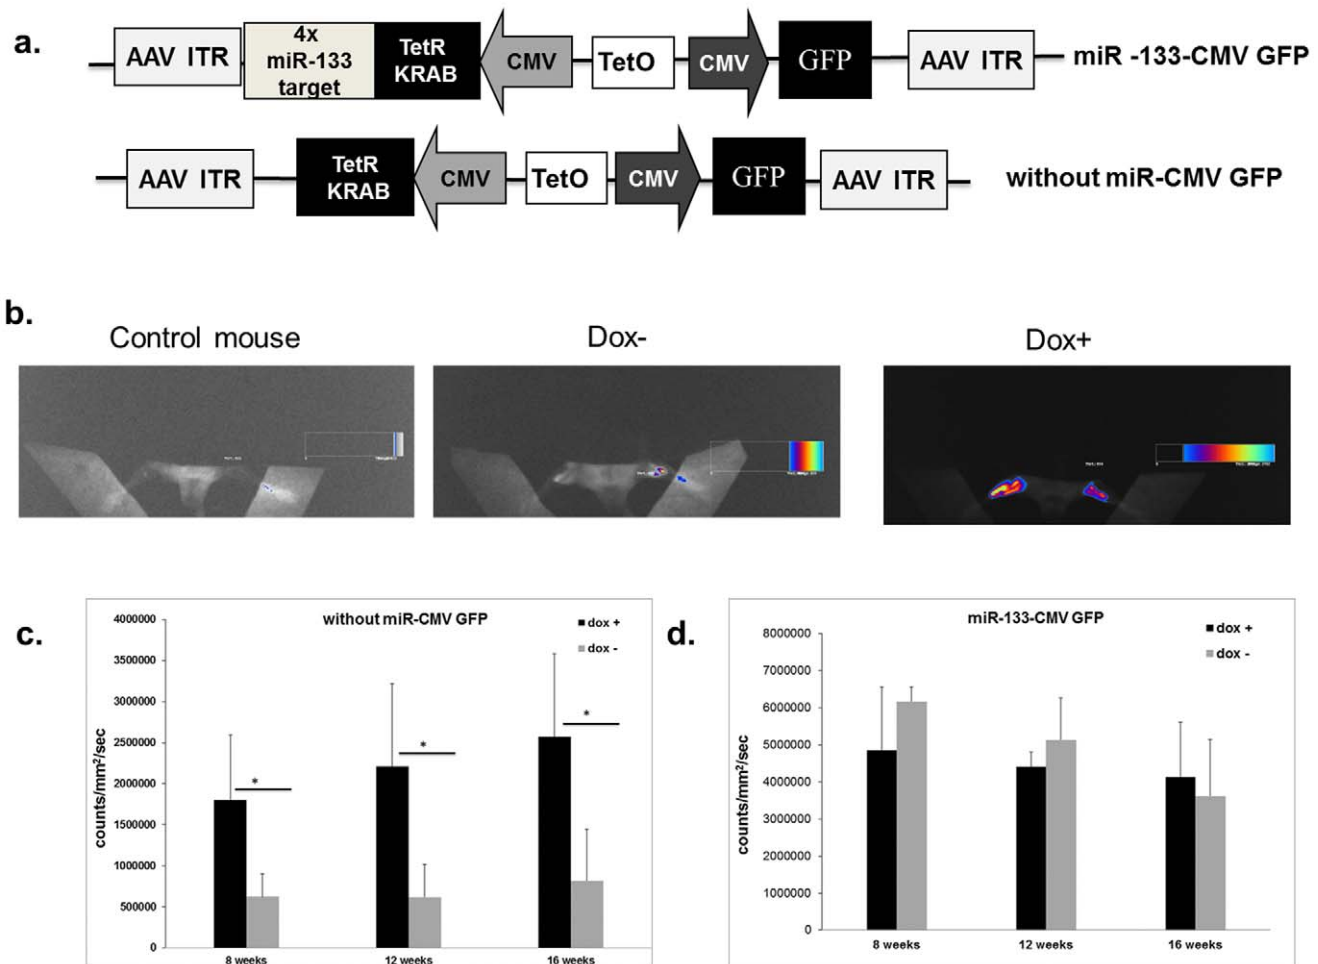 a.
AAV ITR
4x
miR-133
target
TetR
KRAB
CMV
TetO
CMV
GFP
AAV ITR
miR -133-CMV GFP
AAV ITR
TetR
KRAB
CMV
TetO
CMV
GFP
AAV ITR
without miR-CMV GFP
b.
Control mouse
Dox-
Dox+
c.
without miR-CMV GFP
dox +
dox -
counts/mm²/sec
4000000
3500000
3000000
2500000
2000000
1500000
1000000
500000
0
*
*
*
8 weeks
12 weeks
16 weeks
d.
miR-133-CMV GFP
dox +
dox -
counts/mm²/sec
8000000
7000000
6000000
5000000
4000000
3000000
2000000
1000000
0
8 weeks
12 weeks
16 weeks